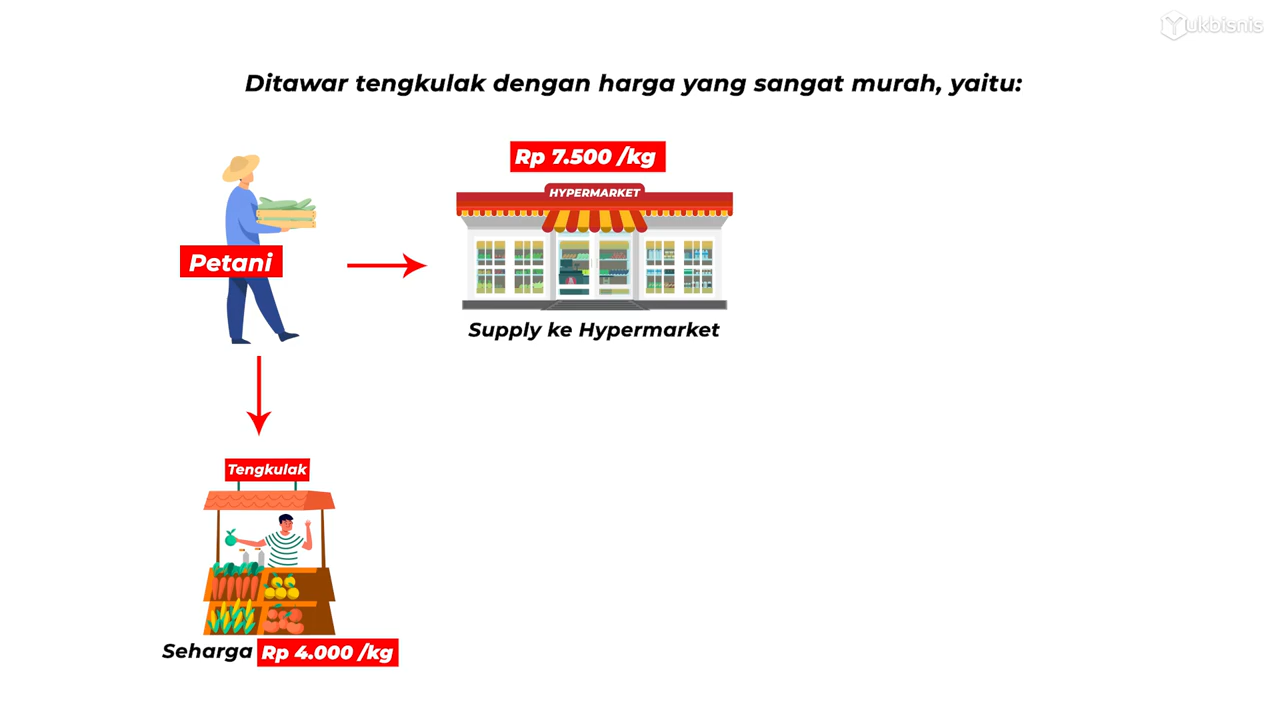 Yukbisnis
Ditawar tengkulak dengan harga yang sangat murah, yaitu:
Rp 7.500 /kg
HYPERMARKET
Petani
Supply ke Hypermarket
Tengkulak
Seharga Rp 4.000 /kg